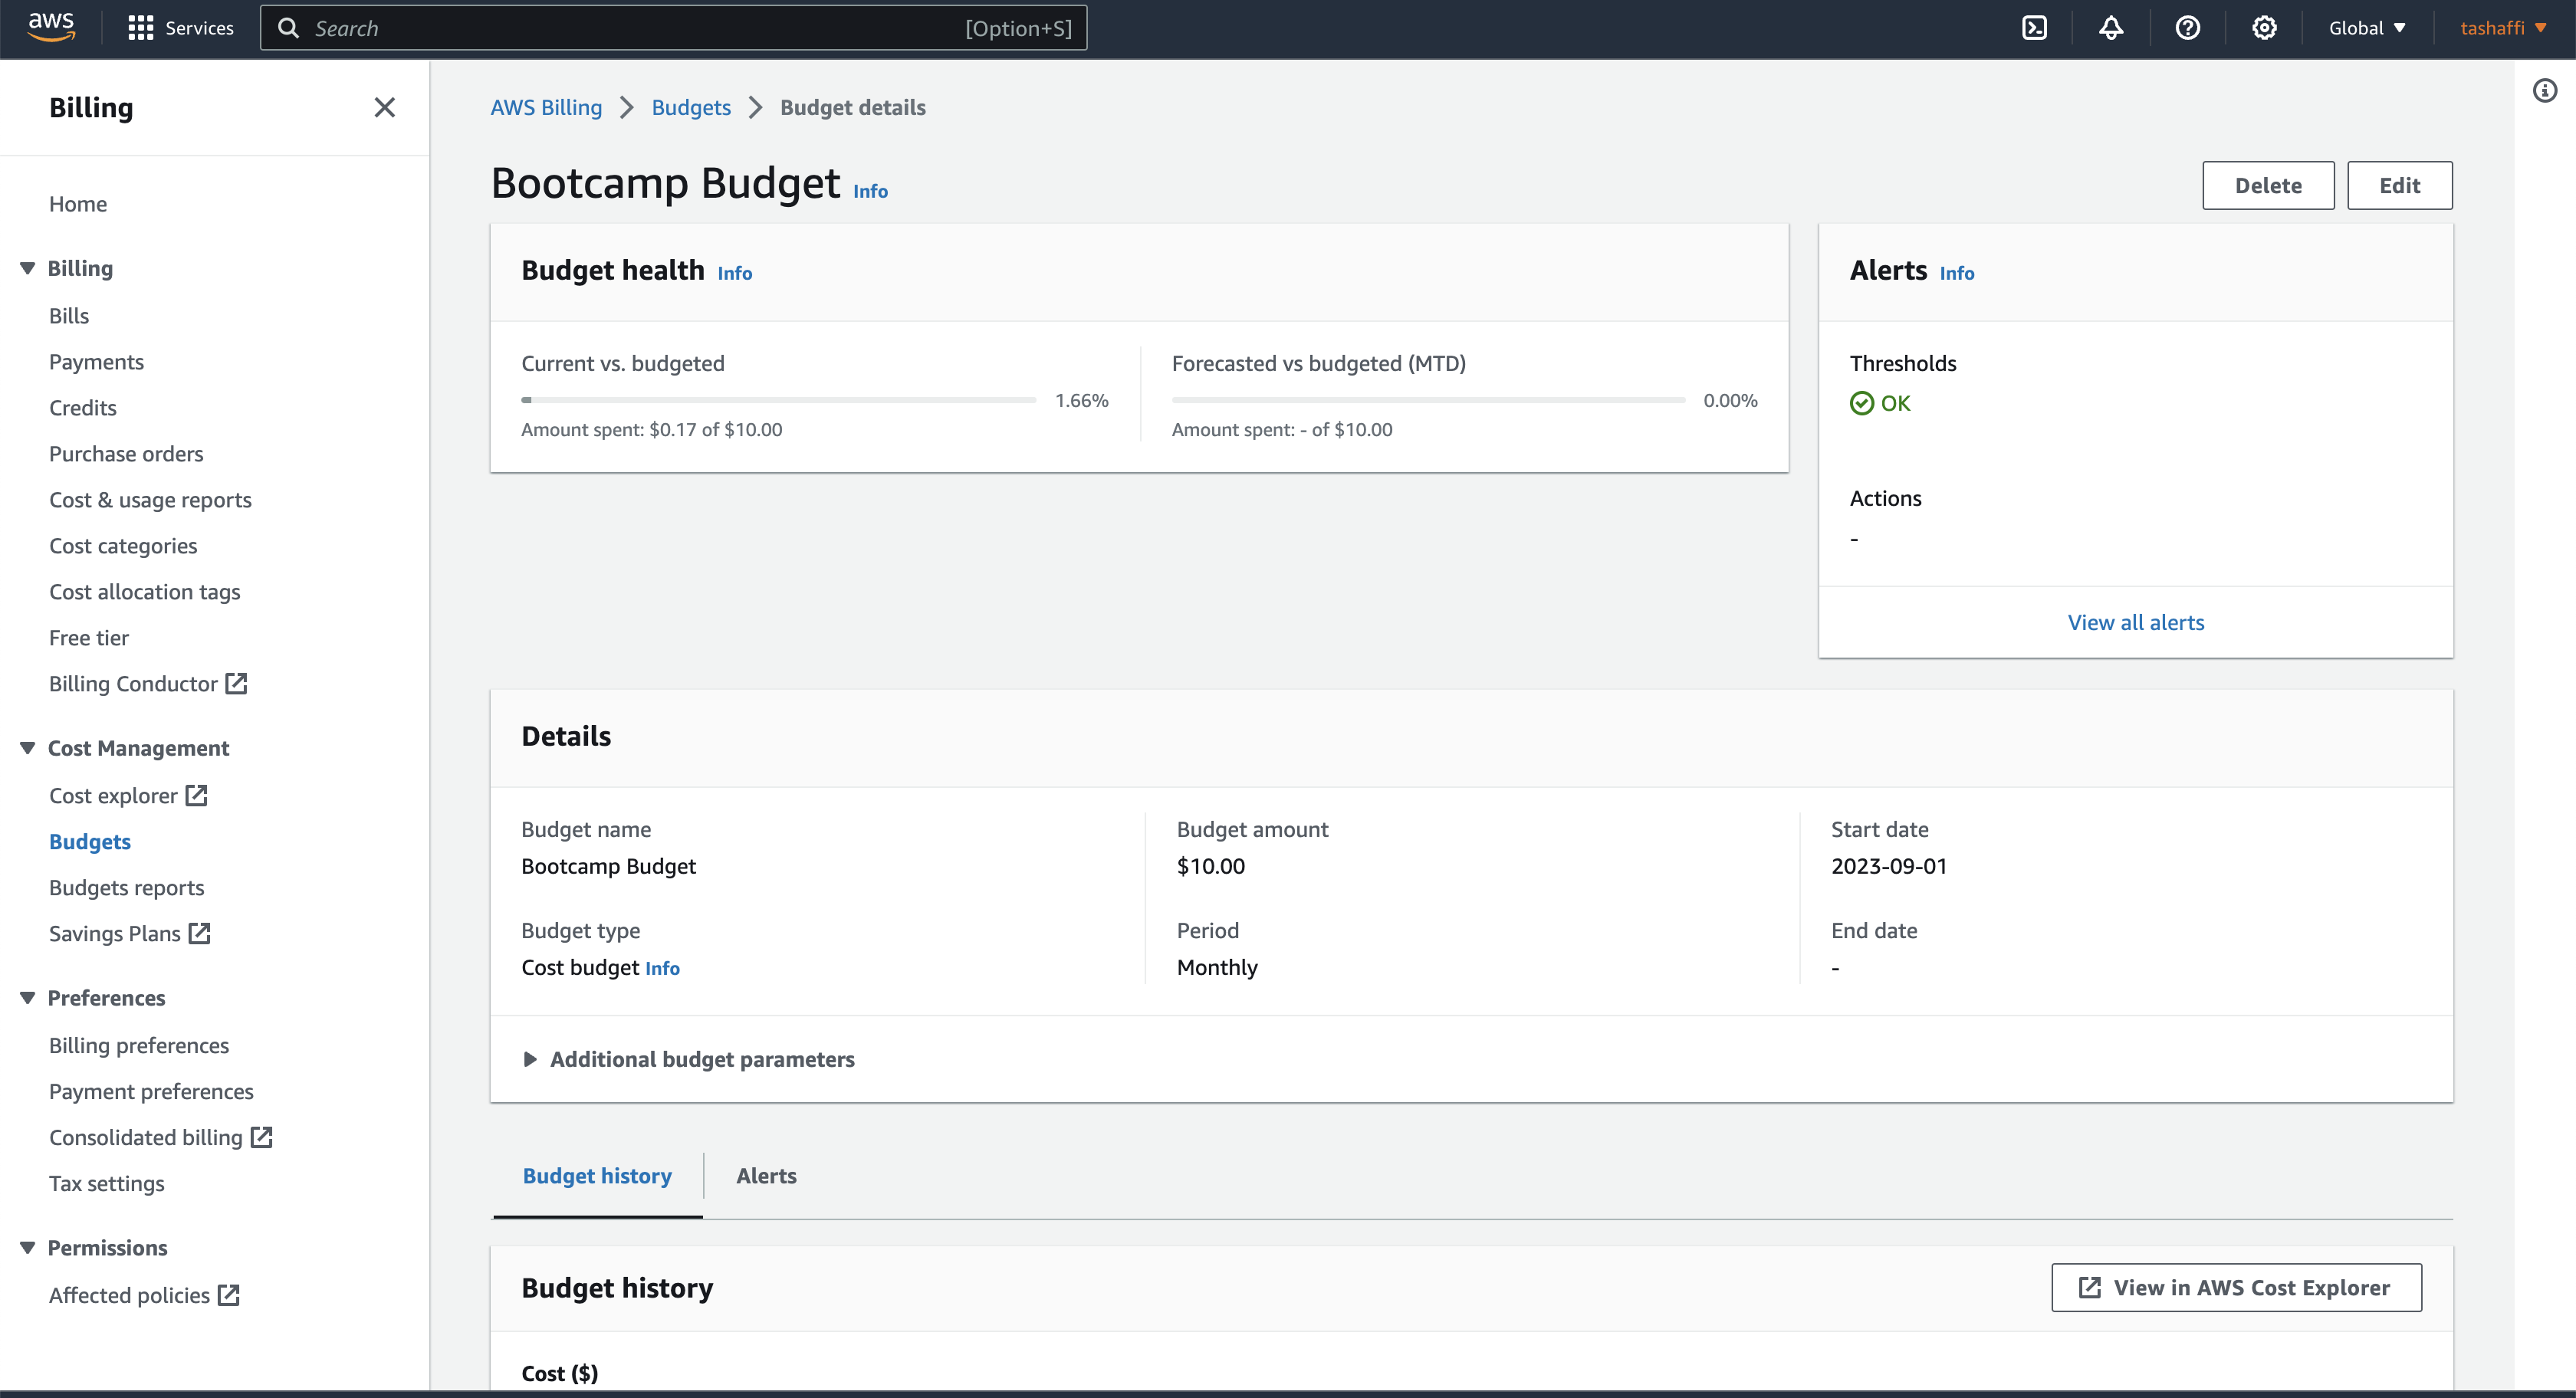 aws
Services
Search
[Option+S]
Global
tashaffi
Billing
Home
Billing
Bills
Payments
Credits
Purchase orders
Cost & usage reports
Cost categories
Cost allocation tags
Free tier
Billing Conductor
Cost Management
Cost explorer
Budgets
Budgets reports
Savings Plans
Preferences
Billing preferences
Payment preferences
Consolidated billing
Tax settings
Permissions
Affected policies
AWS Billing
Budgets
Budget details
Bootcamp Budget Info
Delete
Edit
Budget health Info
Current vs. budgeted
1.66%
Amount spent: $0.17 of $10.00
Forecasted vs budgeted (MTD)
0.00%
Amount spent: - of $10.00
Alerts Info
Thresholds
OK
Actions
-
View all alerts
Details
Budget name
Bootcamp Budget
Budget type
Cost budget Info
Budget amount
$10.00
Period
Monthly
Start date
2023-09-01
End date
-
Additional budget parameters
Budget history
Alerts
Budget history
View in AWS Cost Explorer
Cost ($)